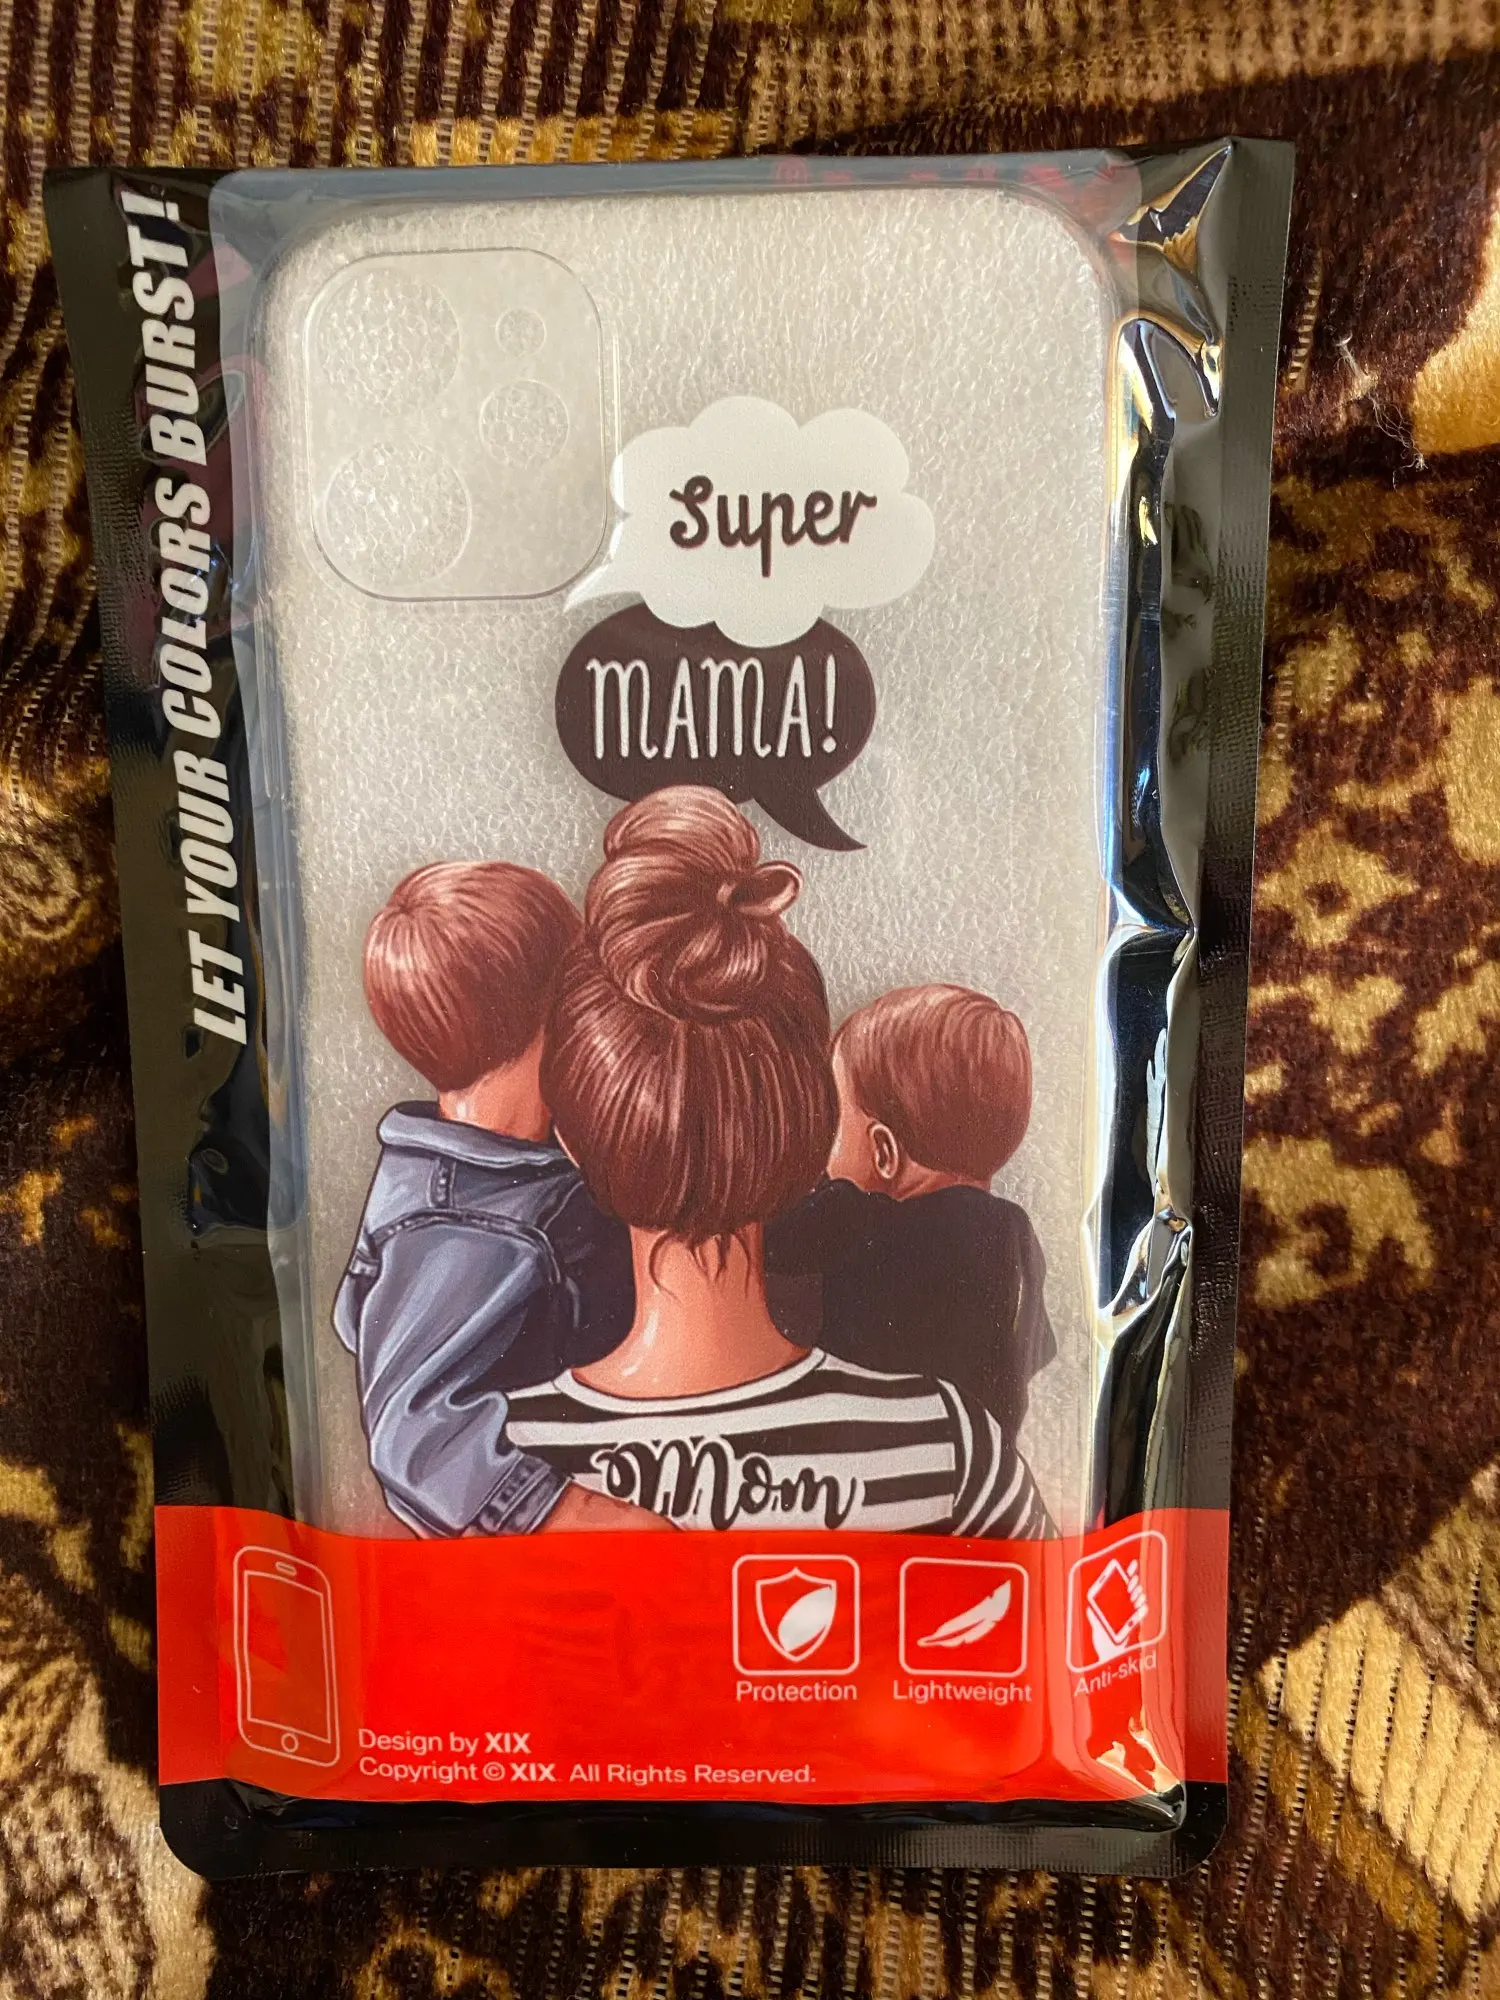 LET YOUR COLORS BURST!
Super
MAMA!
Mom
Protection
Lightweight
Anti-skid
Design by XIX
Copyright © XIX. All Rights Reserved.